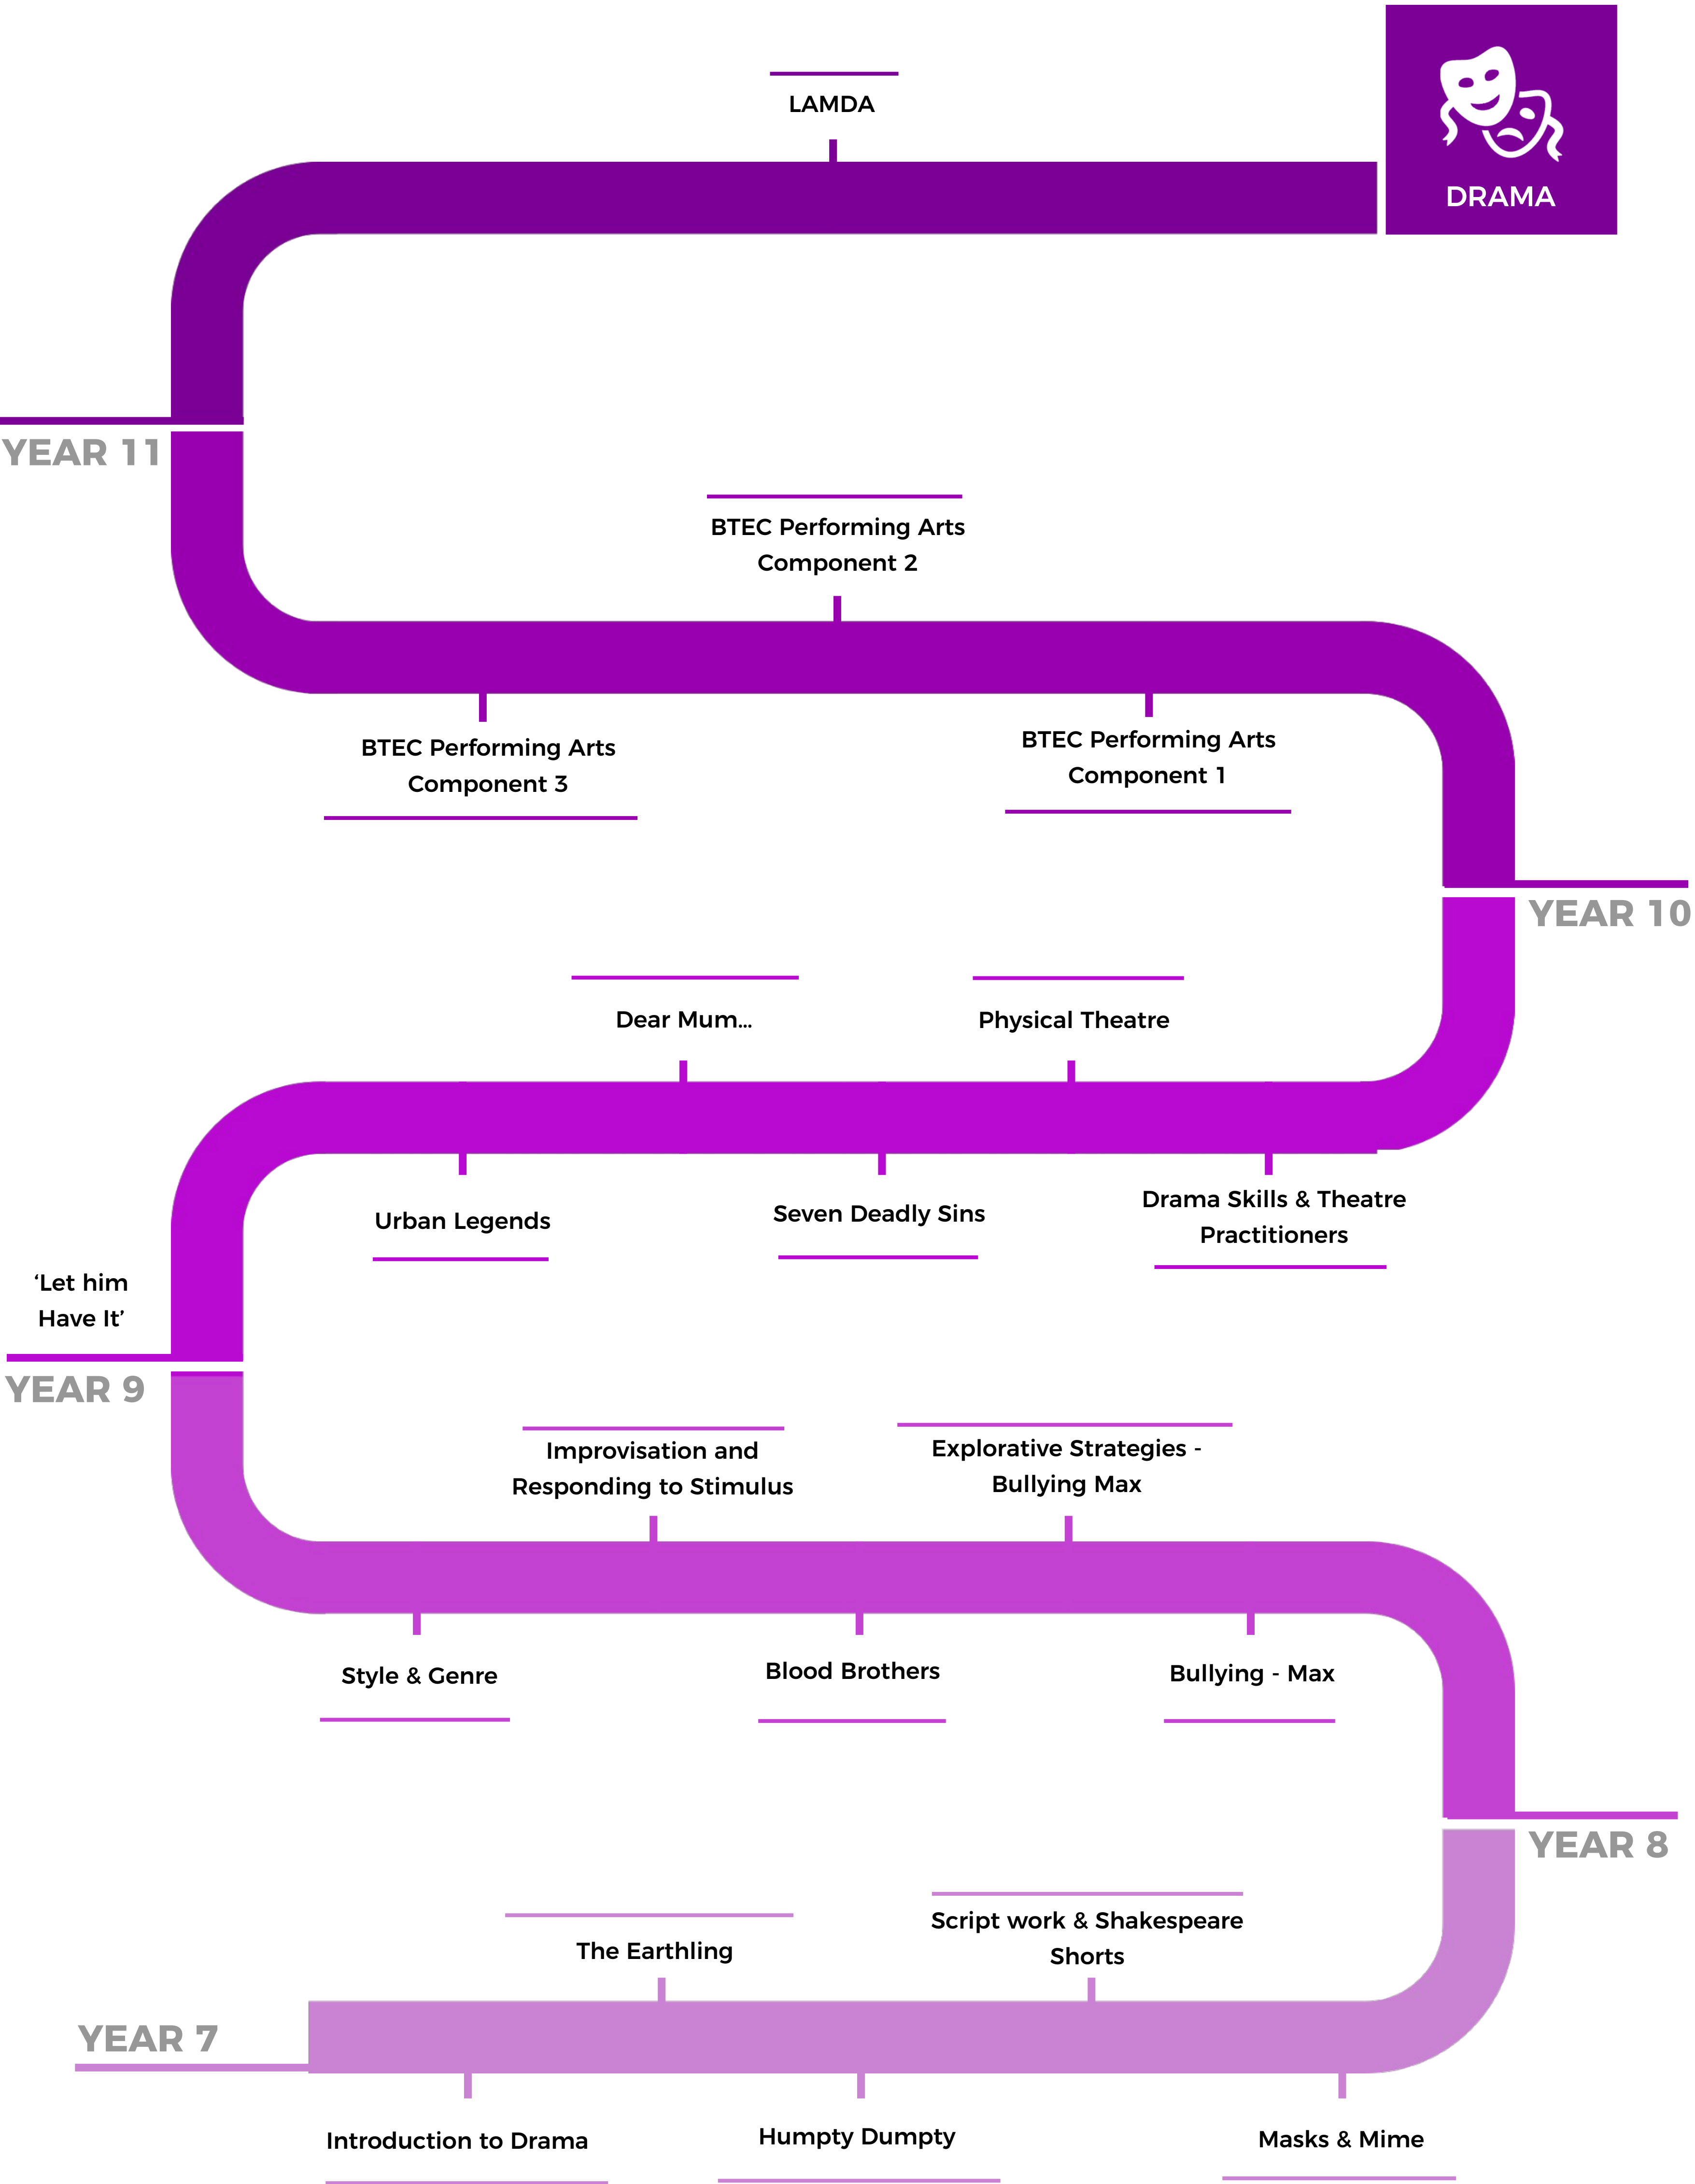 LAMDA
DRAMA
YEAR 11
BTEC Performing Arts
Component 2
BTEC Performing Arts
Component 3
BTEC Performing Arts
Component 1
YEAR 10
Dear Mum...
Physical Theatre
Urban Legends
Seven Deadly Sins
Drama Skills & Theatre
Practitioners
‘Let him
Have It’
YEAR 9
Improvisation and
Responding to Stimulus
Explorative Strategies -
Bullying Max
Style & Genre
Blood Brothers
Bullying - Max
YEAR 8
The Earthling
Script work & Shakespeare
Shorts
YEAR 7
Introduction to Drama
Humpty Dumpty
Masks & Mime